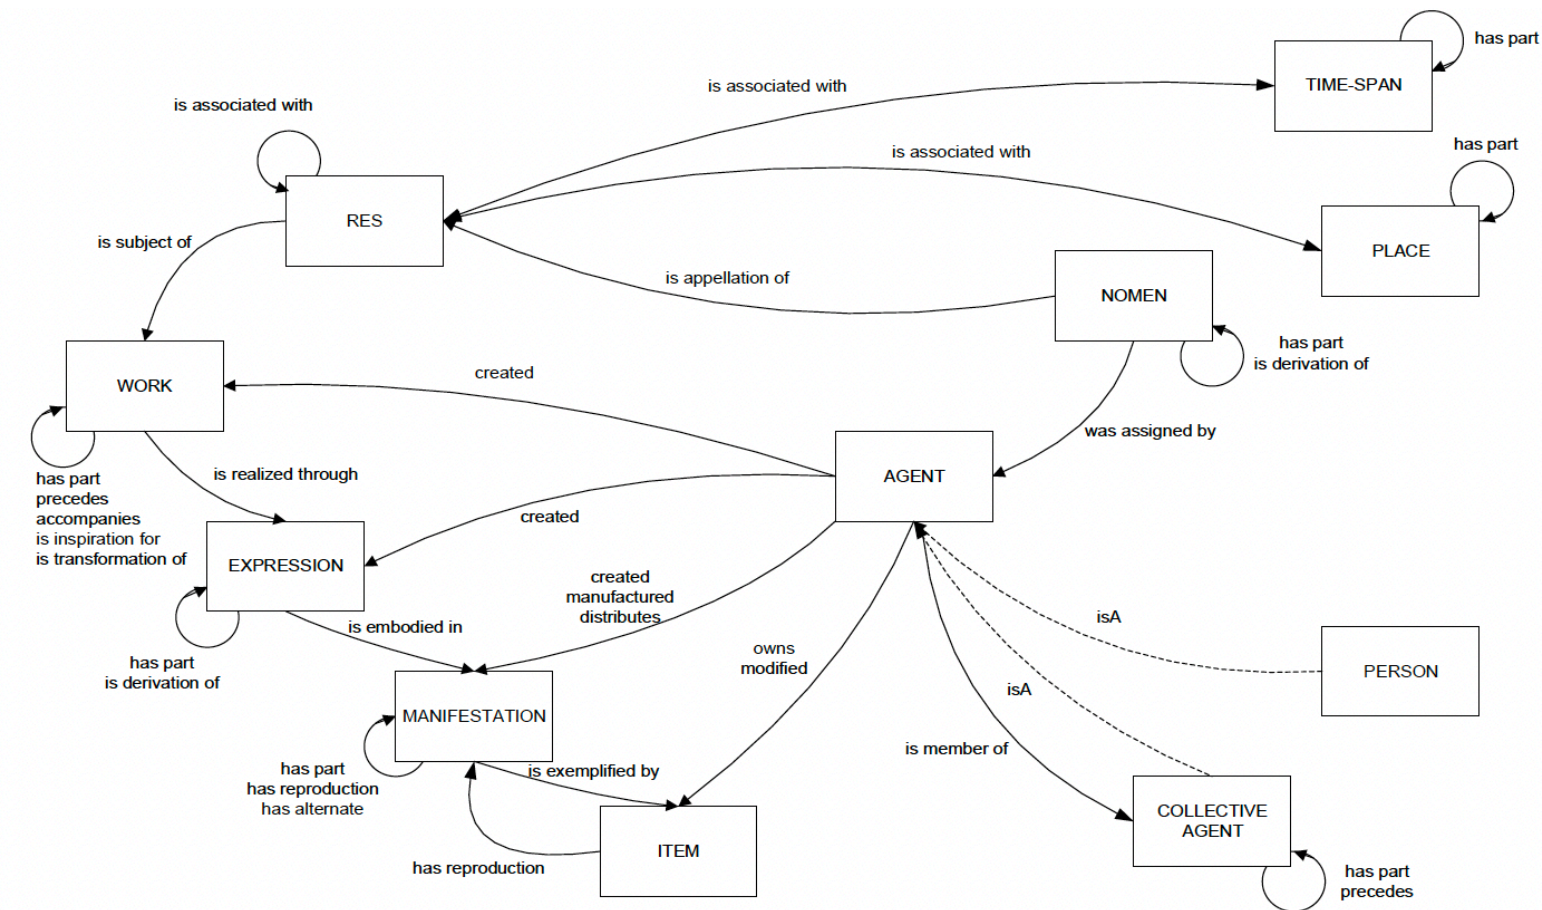 has part
TIME-SPAN
is associated with
is associated with
has part
is associated with
RES
PLACE
is subject of
is appellation of
NOMEN
has part
is derivation of
created
WORK
was assigned by
AGENT
is realized through
has part
precedes
accompanies
is inspiration for
is transformation of
created
EXPRESSION
created
manufactured
distributes
isA
is embodied in
owns
modified
has part
is derivation of
PERSON
isA
MANIFESTATION
is member of
has part
has reproduction
has alternate
is exemplified by
COLLECTIVE
AGENT
ITEM
has reproduction
has part
precedes